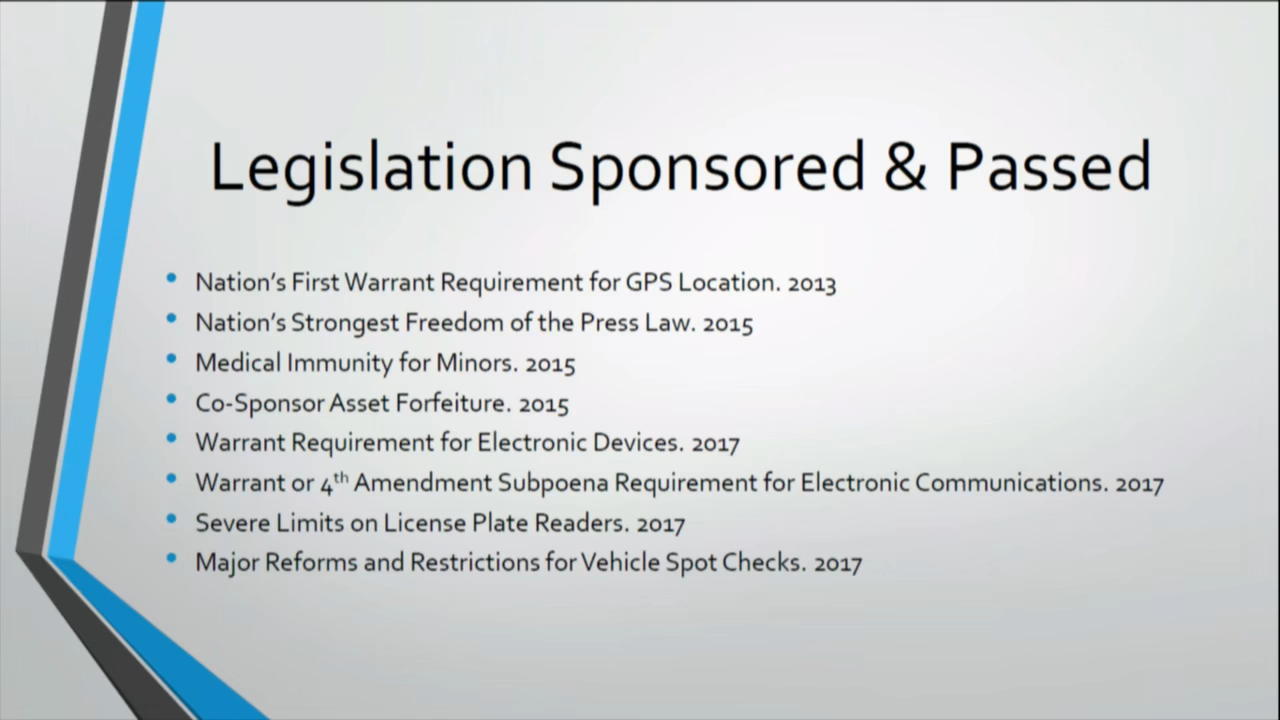 Legislation Sponsored & Passed
• Nation's First Warrant Requirement for GPS Location. 2013
• Nation's Strongest Freedom of the Press Law. 2015
• Medical Immunity for Minors. 2015
• Co-Sponsor Asset Forfeiture. 2015
• Warrant Requirement for Electronic Devices. 2017
• Warrant or 4th Amendment Subpoena Requirement for Electronic Communications. 2017
• Severe Limits on License Plate Readers. 2017
• Major Reforms and Restrictions for Vehicle Spot Checks. 2017